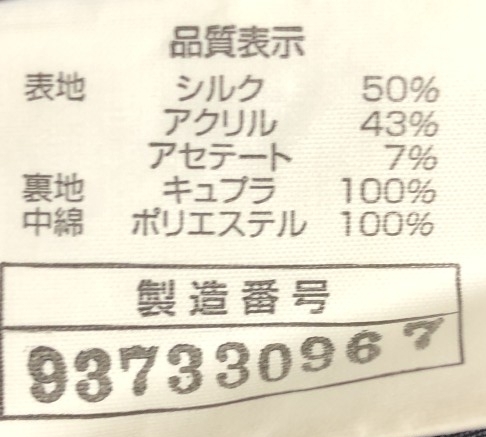 品質表示
表地 シルク 50%
アクリル 43%
アセテート 7%
裏地 キュプラ 100%
中綿 ポリエステル 100%
製造番号
937330967